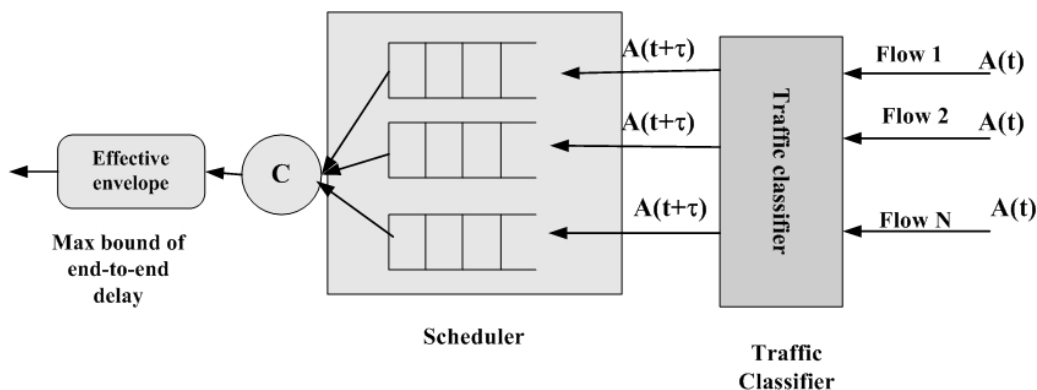 A(t+τ)
Flow 1
A(t)
A(t+τ)
Flow 2
A(t)
Effective
envelope
C
Traffic classifier
A(t+τ)
Flow N
A(t)
Max bound of
end-to-end
delay
Scheduler
Traffic
Classifier